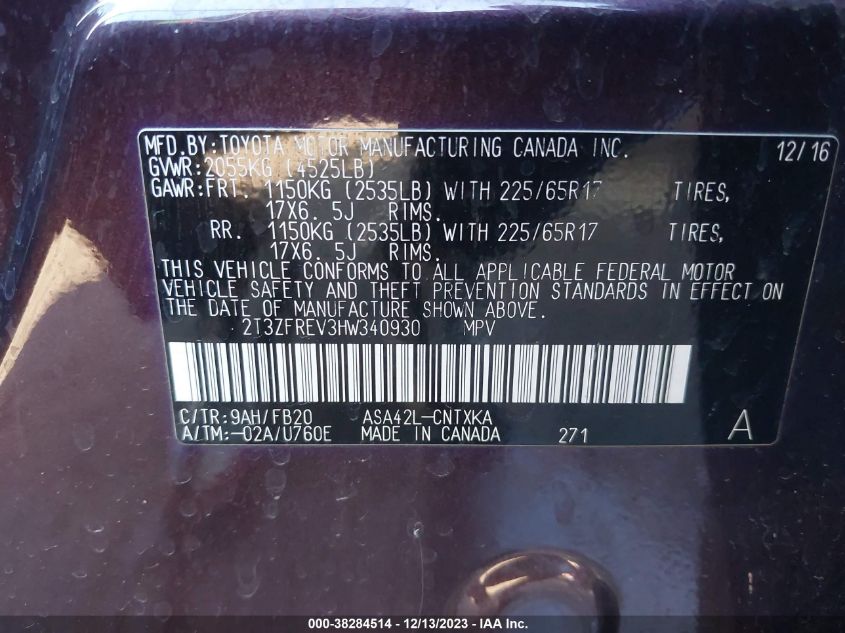 MFD.BY:TOYOTA MOTOR MANUFACTURING CANADA INC. 12/16
GVWR:2055KG (4525LB)
GAWR:FRT. 1150KG (2535LB) WITH 225/65R17 TIRES,
17X6. 5J RIMS.
RR. 1150KG (2535LB) WITH 225/65R17 TIRES,
17X6. 5J RIMS.
THIS VEHICLE CONFORMS TO ALL APPLICABLE FEDERAL MOTOR
VEHICLE SAFETY AND THEFT PREVENTION STANDARDS IN EFFECT ON
THE DATE OF MANUFACTURE SHOWN ABOVE.
2T3ZFREV3HW340930 MPV
C/TR:9AH/FB20 ASA42L-CNTXKA
A/TM:-02A/U760E MADE IN CANADA 271 A
000-38284514 - 12/13/2023 - IAA Inc.